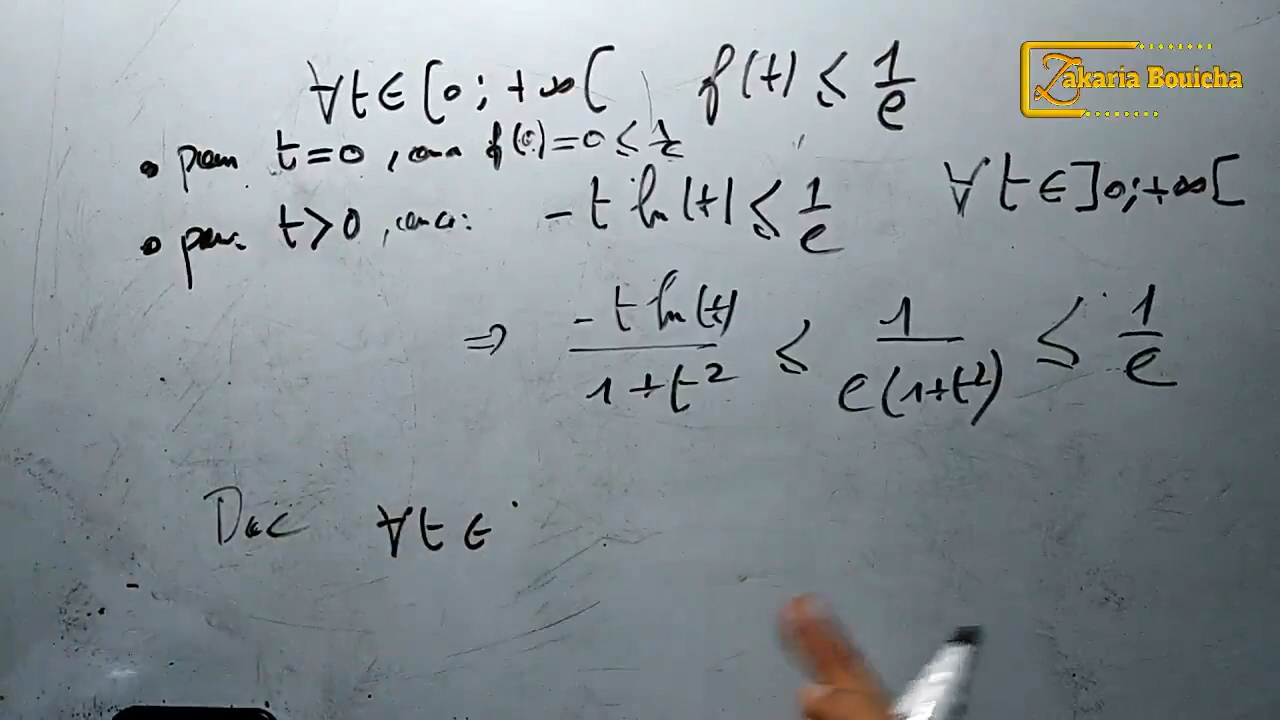 Zakaria Bouicha
∀t ∈ [0; +∞[ , f(t) ≤ 1/e
• pour t=0, on a f(0)=0 ≤ 1/e
• pour t>0, on a: -t ln(t) ≤ 1/e ∀t ∈ ]0;+∞[
⇒ -t ln(t)/(1+t²) ≤ 1/(e(1+t²)) ≤ 1/e
Donc ∀t ∈